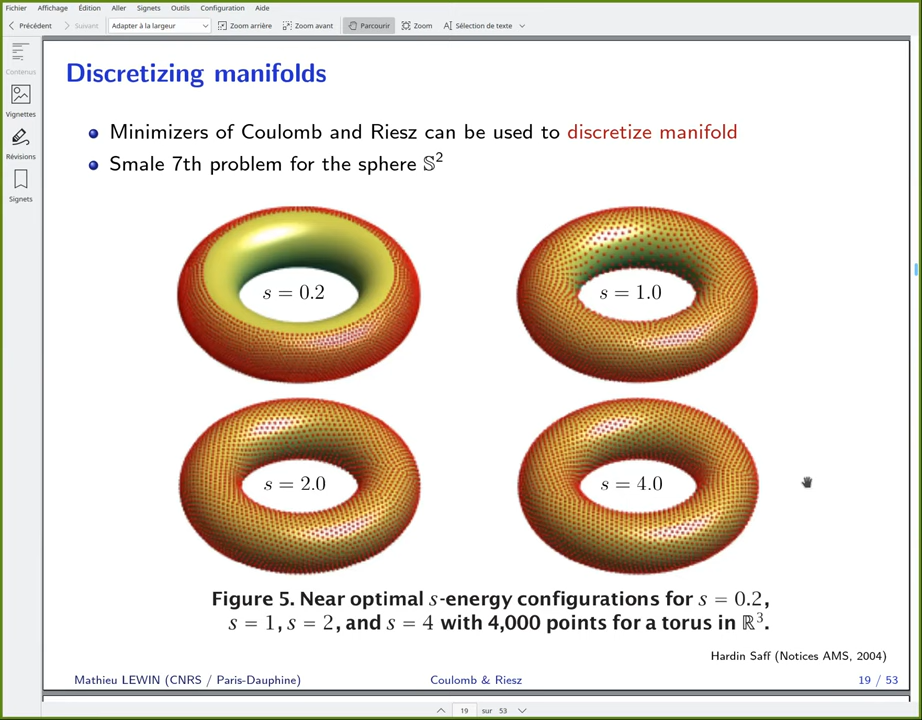 Fichier Affichage Édition Aller Signets Outils Configuration Aide
Précédent Suivant Adapter à la largeur Zoom arrière Zoom avant Parcourir Zoom Sélection de texte
Contenus
Vignettes
Révisions
Signets
Discretizing manifolds
Minimizers of Coulomb and Riesz can be used to discretize manifold
Smale 7th problem for the sphere 𝕊²
s = 0.2
s = 1.0
s = 2.0
s = 4.0
Figure 5. Near optimal s-energy configurations for s = 0.2,
s = 1, s = 2, and s = 4 with 4,000 points for a torus in ℝ³.
Hardin Saff (Notices AMS, 2004)
Mathieu LEWIN (CNRS / Paris-Dauphine) Coulomb & Riesz 19 / 53
19 sur 53